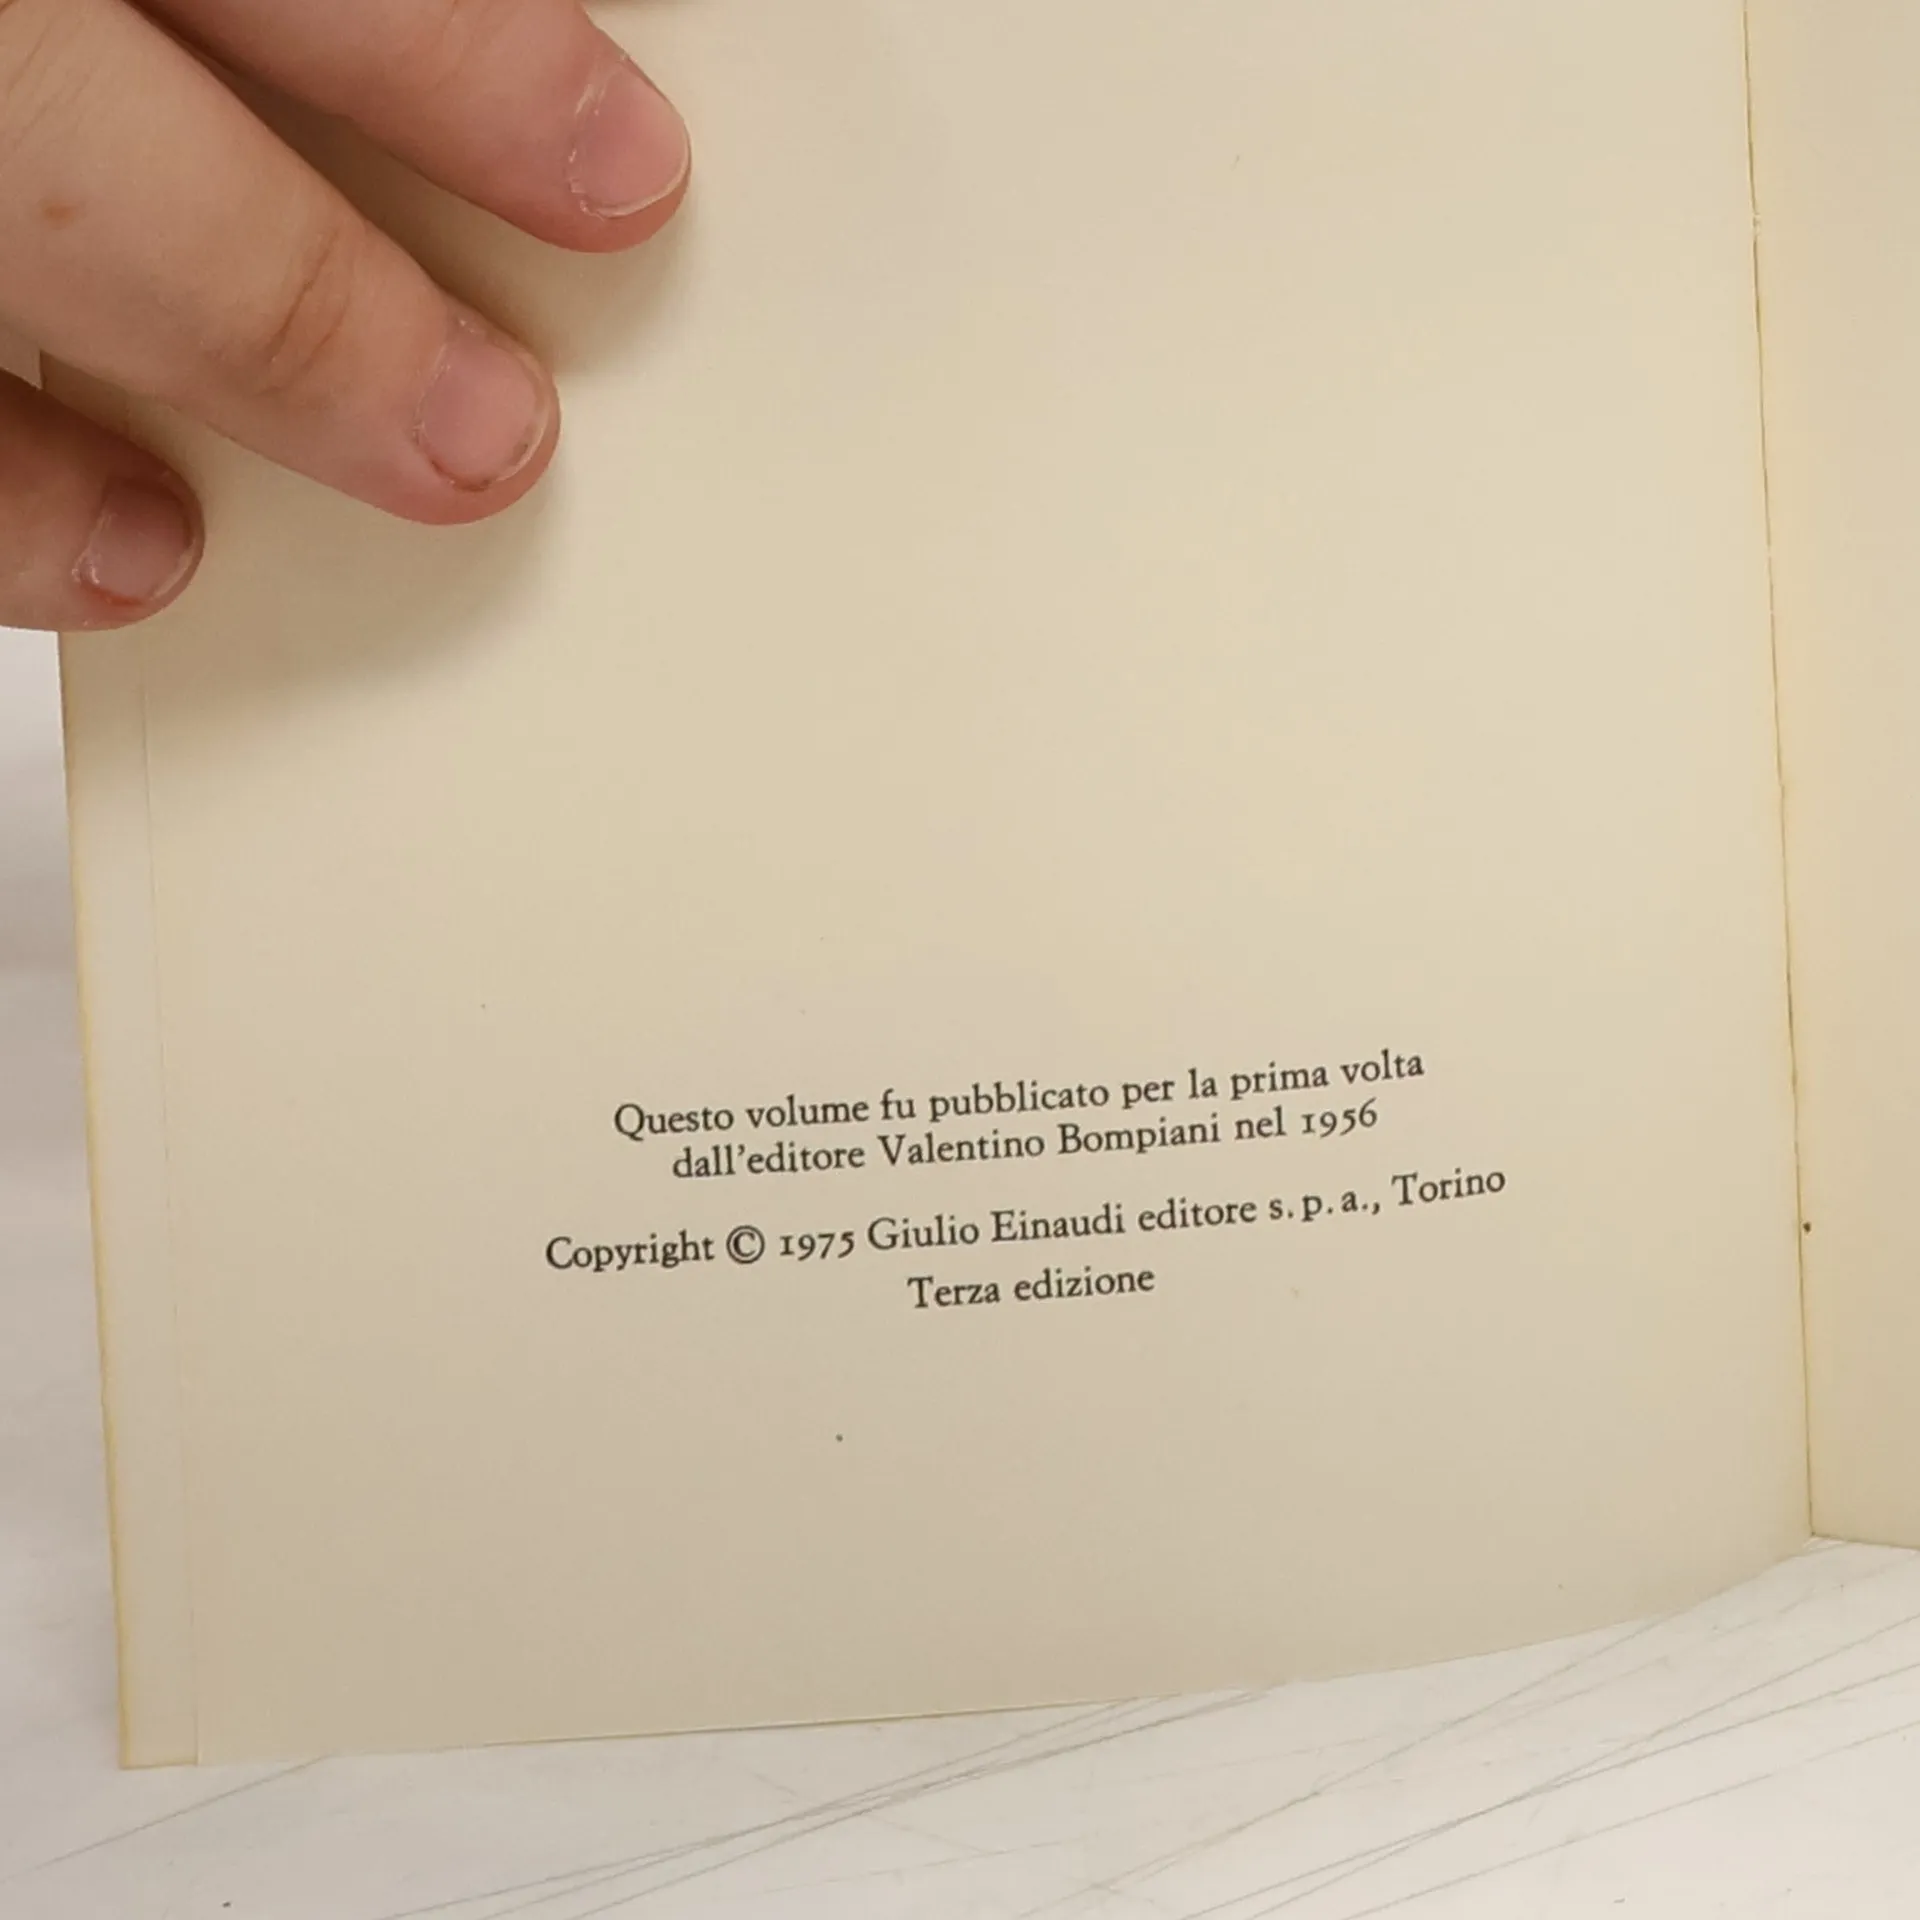 Questo volume fu pubblicato per la prima volta
dall'editore Valentino Bompiani nel 1956
Copyright © 1975 Giulio Einaudi editore s.p.a., Torino
Terza edizione